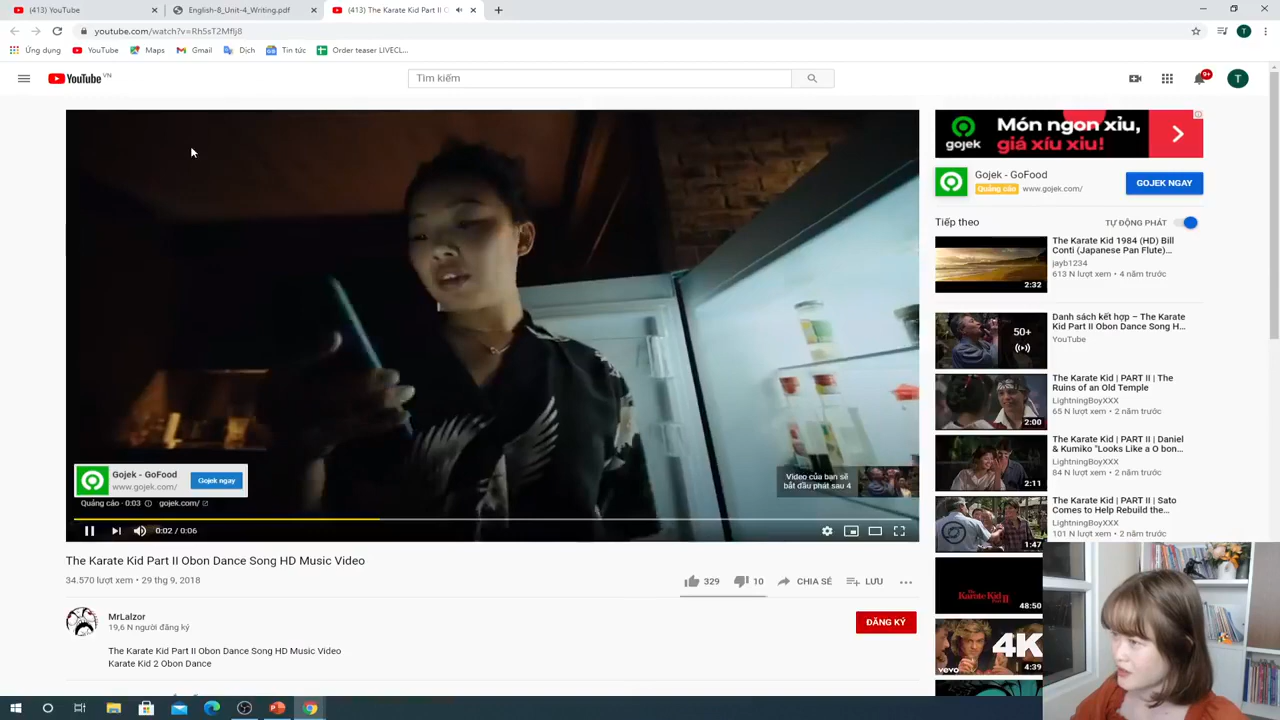 (413) YouTube
English-8_Unit-4_Writing.pdf
(413) The Karate Kid Part II O
youtube.com/watch?v=RhSsT2Mflj8
Ứng dụng
YouTube
Maps
Gmail
Dịch
Tin tức
Order teaser LIVECL...
YouTube VN
Tìm kiếm
9+
T
gojek
Món ngon xỉu,
giá xíu xiu!
Gojek - GoFood
Quảng cáo www.gojek.com/
GOJEK NGAY
Tiếp theo
TỰ ĐỘNG PHÁT
The Karate Kid 1984 (HD) Bill
Conti (Japanese Pan Flute)...
jayb1234
613 N lượt xem • 4 năm trước
2:32
Danh sách kết hợp – The Karate
Kid Part II Obon Dance Song H...
YouTube
50+
The Karate Kid | PART II | The
Ruins of an Old Temple
LightningBoyXXX
65 N lượt xem • 2 năm trước
2:00
The Karate Kid | PART II | Daniel
& Kumiko "Looks Like a O bon...
LightningBoyXXX
84 N lượt xem • 2 năm trước
2:11
The Karate Kid | PART II | Sato
Comes to Help Rebuild the...
LightningBoyXXX
101 N lượt xem • 2 năm trước
1:47
Karate Kid II
48:50
4K
vevo
4:39
Gojek - GoFood
www.gojek.com/
Gojek ngay
Quảng cáo · 0:03
gojek.com/
Video của bạn sẽ
bắt đầu phát sau 4
0:02 / 0:06
The Karate Kid Part II Obon Dance Song HD Music Video
34.570 lượt xem • 29 thg 9, 2018
329
10
CHIA SẺ
LƯU
MrLalzor
19,6 N người đăng ký
ĐĂNG KÝ
The Karate Kid Part II Obon Dance Song HD Music Video
Karate Kid 2 Obon Dance